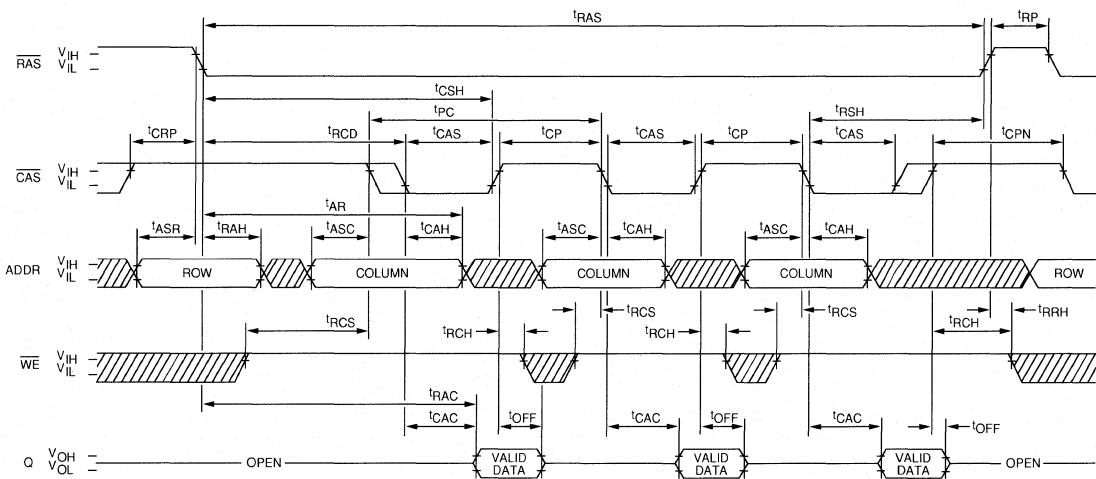 tRAS
tRP
RAS
VIH
VIL
tCSH
tPC
tRSH
tCRP
tRCD
tCAS
tCP
tCAS
tCP
tCAS
tCPN
CAS
VIH
VIL
tAR
tASR
tRAH
tASC
tCAH
tASC
tCAH
tASC
tCAH
ADDR
VIH
VIL
ROW
COLUMN
COLUMN
COLUMN
ROW
tRCS
tRCH
tRCS
tRCH
tRCS
tRCH
tRRH
WE
VIH
VIL
tRAC
tCAC
tOFF
tCAC
tOFF
tCAC
tOFF
Q
VOH
VOL
OPEN
VALID
DATA
VALID
DATA
VALID
DATA
OPEN